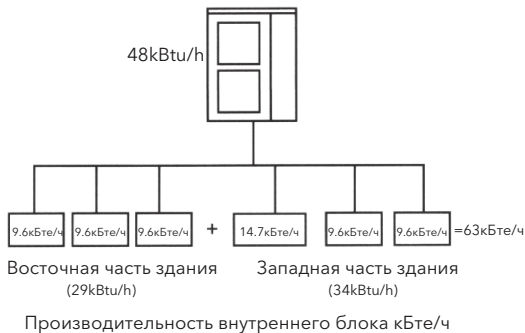 48kBtu/h
9.6кБте/ч 9.6кБте/ч 9.6кБте/ч + 14.7кБте/ч 9.6кБте/ч 9.6кБте/ч =63кБте/ч
Восточная часть здания Западная часть здания
(29kBtu/h) (34kBtu/h)
Производительность внутреннего блока кБте/ч